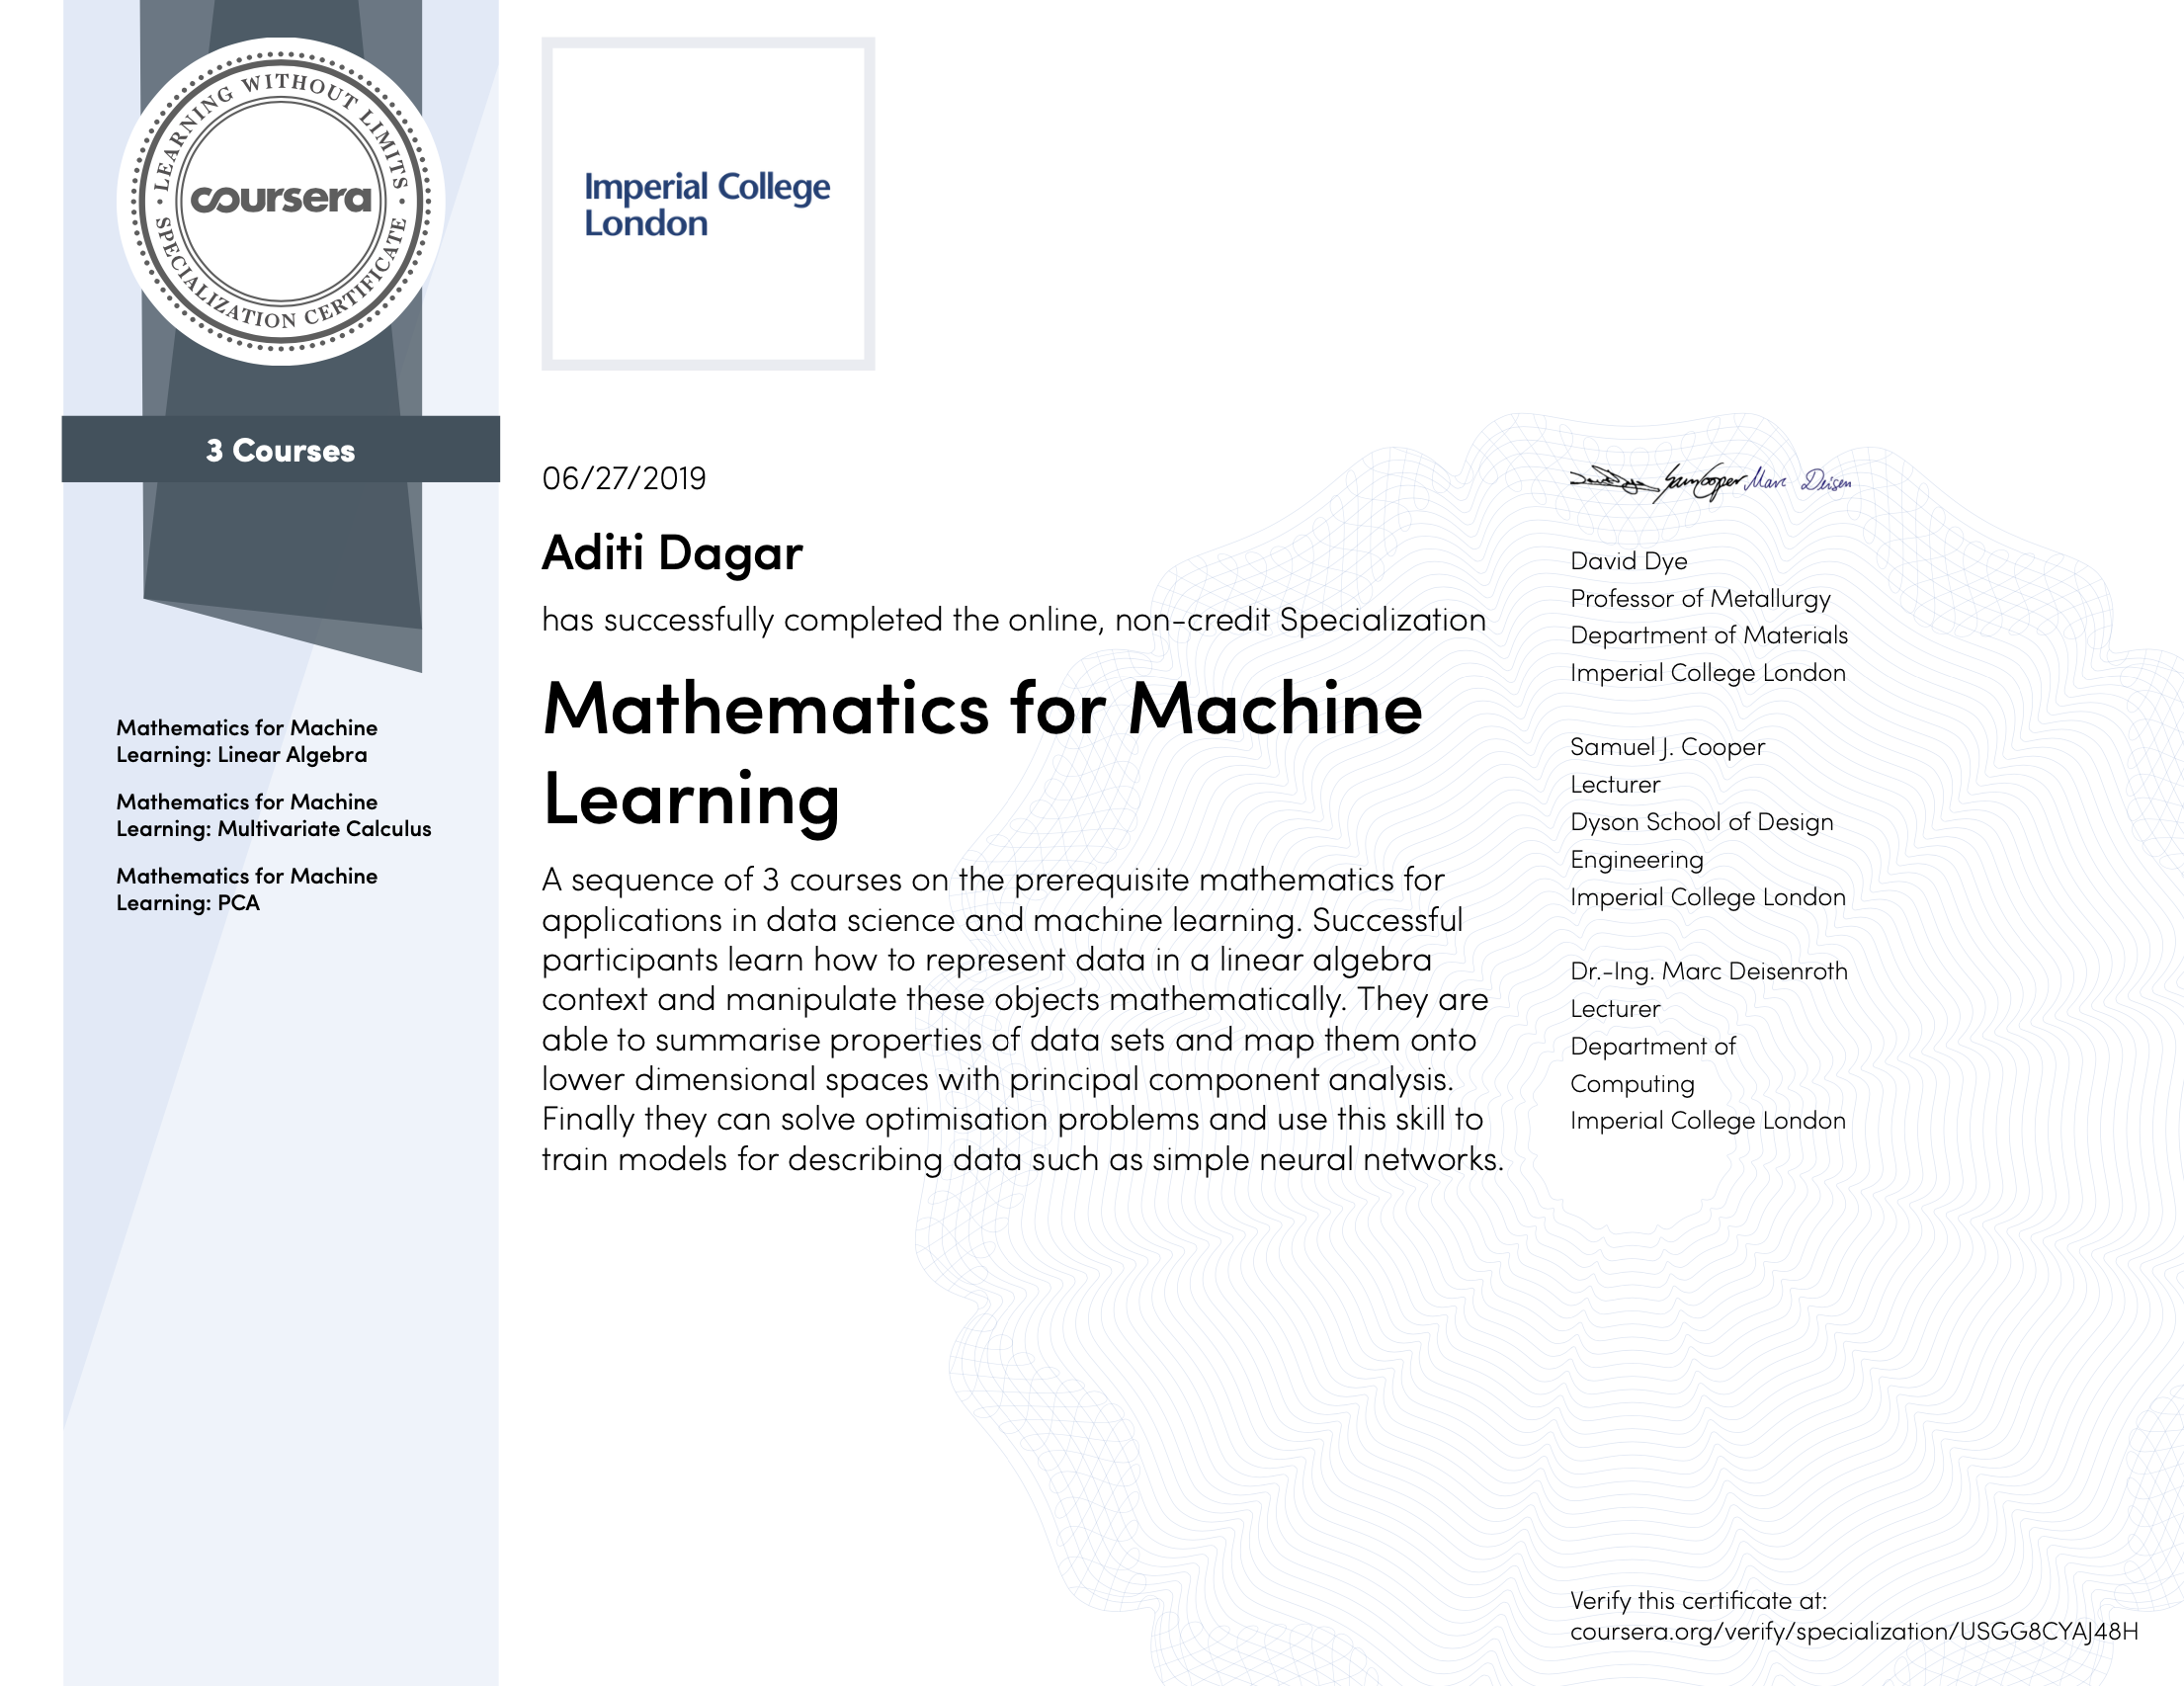 LEARNING WITHOUT LIMITS
coursera
SPECIALIZATION CERTIFICATE
3 Courses
Mathematics for Machine
Learning: Linear Algebra
Mathematics for Machine
Learning: Multivariate Calculus
Mathematics for Machine
Learning: PCA
Imperial College
London
06/27/2019
Aditi Dagar
has successfully completed the online, non-credit Specialization
Mathematics for Machine
Learning
A sequence of 3 courses on the prerequisite mathematics for
applications in data science and machine learning. Successful
participants learn how to represent data in a linear algebra
context and manipulate these objects mathematically. They are
able to summarise properties of data sets and map them onto
lower dimensional spaces with principal component analysis.
Finally they can solve optimisation problems and use this skill to
train models for describing data such as simple neural networks.
Sam Cooper Marc Deisen
David Dye
Professor of Metallurgy
Department of Materials
Imperial College London
Samuel J. Cooper
Lecturer
Dyson School of Design
Engineering
Imperial College London
Dr.-Ing. Marc Deisenroth
Lecturer
Department of
Computing
Imperial College London
Verify this certificate at:
coursera.org/verify/specialization/USGG8CYAJ48H